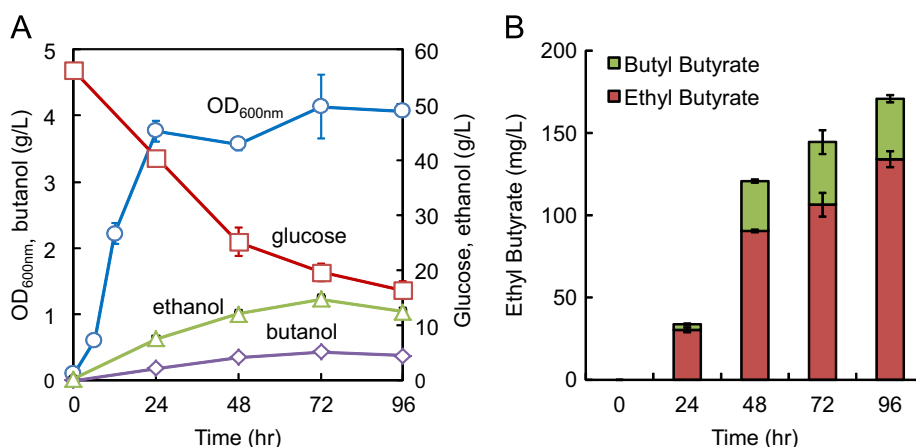 A
OD600nm, butanol (g/L)
5
4
3
2
1
0
60
50
40
30
20
10
0
Glucose, ethanol (g/L)
OD600nm
glucose
ethanol
butanol
0 24 48 72 96
Time (hr)
B
Ethyl Butyrate (mg/L)
200
150
100
50
0
Butyl Butyrate
Ethyl Butyrate
0 24 48 72 96
Time (hr)